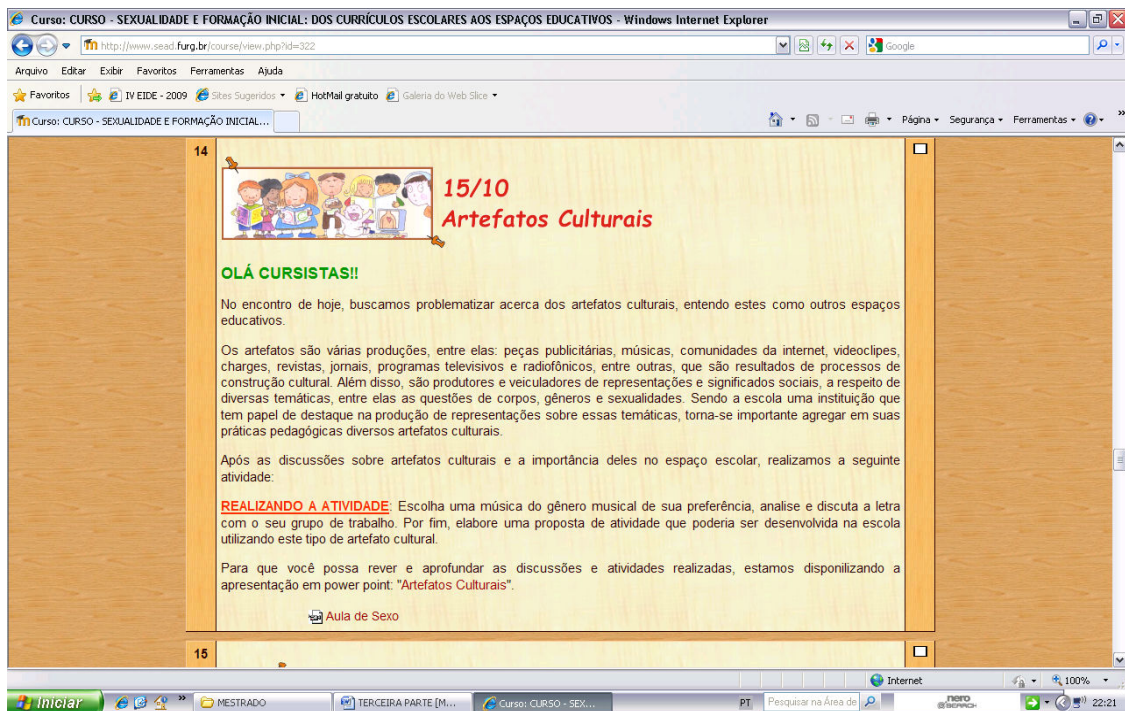 Curso: CURSO - SEXUALIDADE E FORMAÇÃO INICIAL: DOS CURRÍCULOS ESCOLARES AOS ESPAÇOS EDUCATIVOS - Windows Internet Explorer
http://www.sead.furg.br/course/view.php?id=322
Google
Arquivo Editar Exibir Favoritos Ferramentas Ajuda
Favoritos IV EIDE - 2009 Sites Sugeridos HotMail gratuito Galeria do Web Slice
Curso: CURSO - SEXUALIDADE E FORMAÇÃO INICIAL... Página Segurança Ferramentas »
14
15/10
Artefatos Culturais
OLÁ CURSISTAS!!
No encontro de hoje, buscamos problematizar acerca dos artefatos culturais, entendo estes como outros espaços
educativos.
Os artefatos são várias produções, entre elas: peças publicitárias, músicas, comunidades da internet, videoclipes,
charges, revistas, jornais, programas televisivos e radiofônicos, entre outras, que são resultados de processos de
construção cultural. Além disso, são produtores e veiculadores de representações e significados sociais, a respeito de
diversas temáticas, entre elas as questões de corpos, gêneros e sexualidades. Sendo a escola uma instituição que
tem papel de destaque na produção de representações sobre essas temáticas, torna-se importante agregar em suas
práticas pedagógicas diversos artefatos culturais.
Após as discussões sobre artefatos culturais e a importância deles no espaço escolar, realizamos a seguinte
atividade:
REALIZANDO A ATIVIDADE: Escolha uma música do gênero musical de sua preferência, analise e discuta a letra
com o seu grupo de trabalho. Por fim, elabore uma proposta de atividade que poderia ser desenvolvida na escola
utilizando este tipo de artefato cultural.
Para que você possa rever e aprofundar as discussões e atividades realizadas, estamos disponilizando a
apresentação em power point: "Artefatos Culturais".
Aula de Sexo
15
Internet 100%
Iniciar » MESTRADO TERCEIRA PARTE [M... Curso: CURSO - SEX... PT Pesquisar na Área de nero SEARCH 22:21